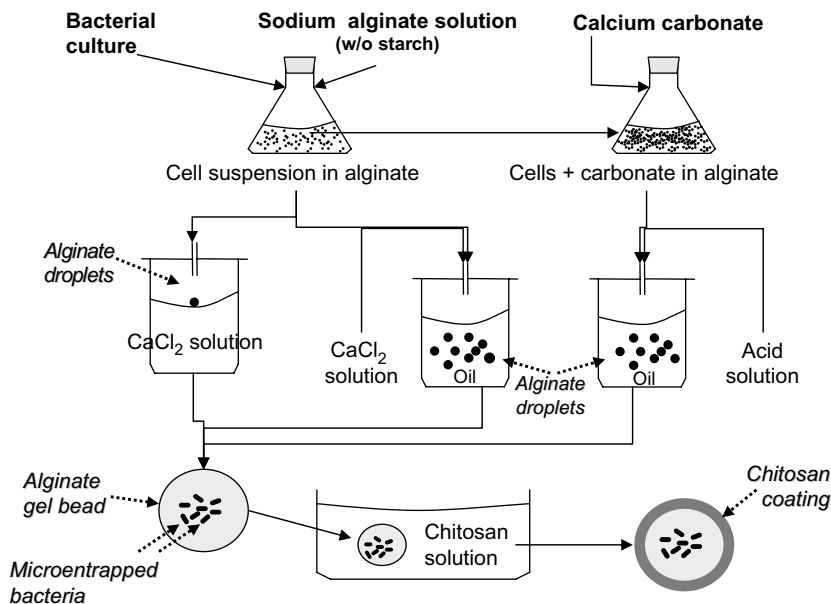 Bacterial
culture
Sodium alginate solution
(w/o starch)
Calcium carbonate
Cell suspension in alginate
Cells + carbonate in alginate
Alginate
droplets
CaCl₂ solution
CaCl₂
solution
Oil
Alginate
droplets
Oil
Acid
solution
Alginate
gel bead
Microentrapped
bacteria
Chitosan
solution
Chitosan
coating